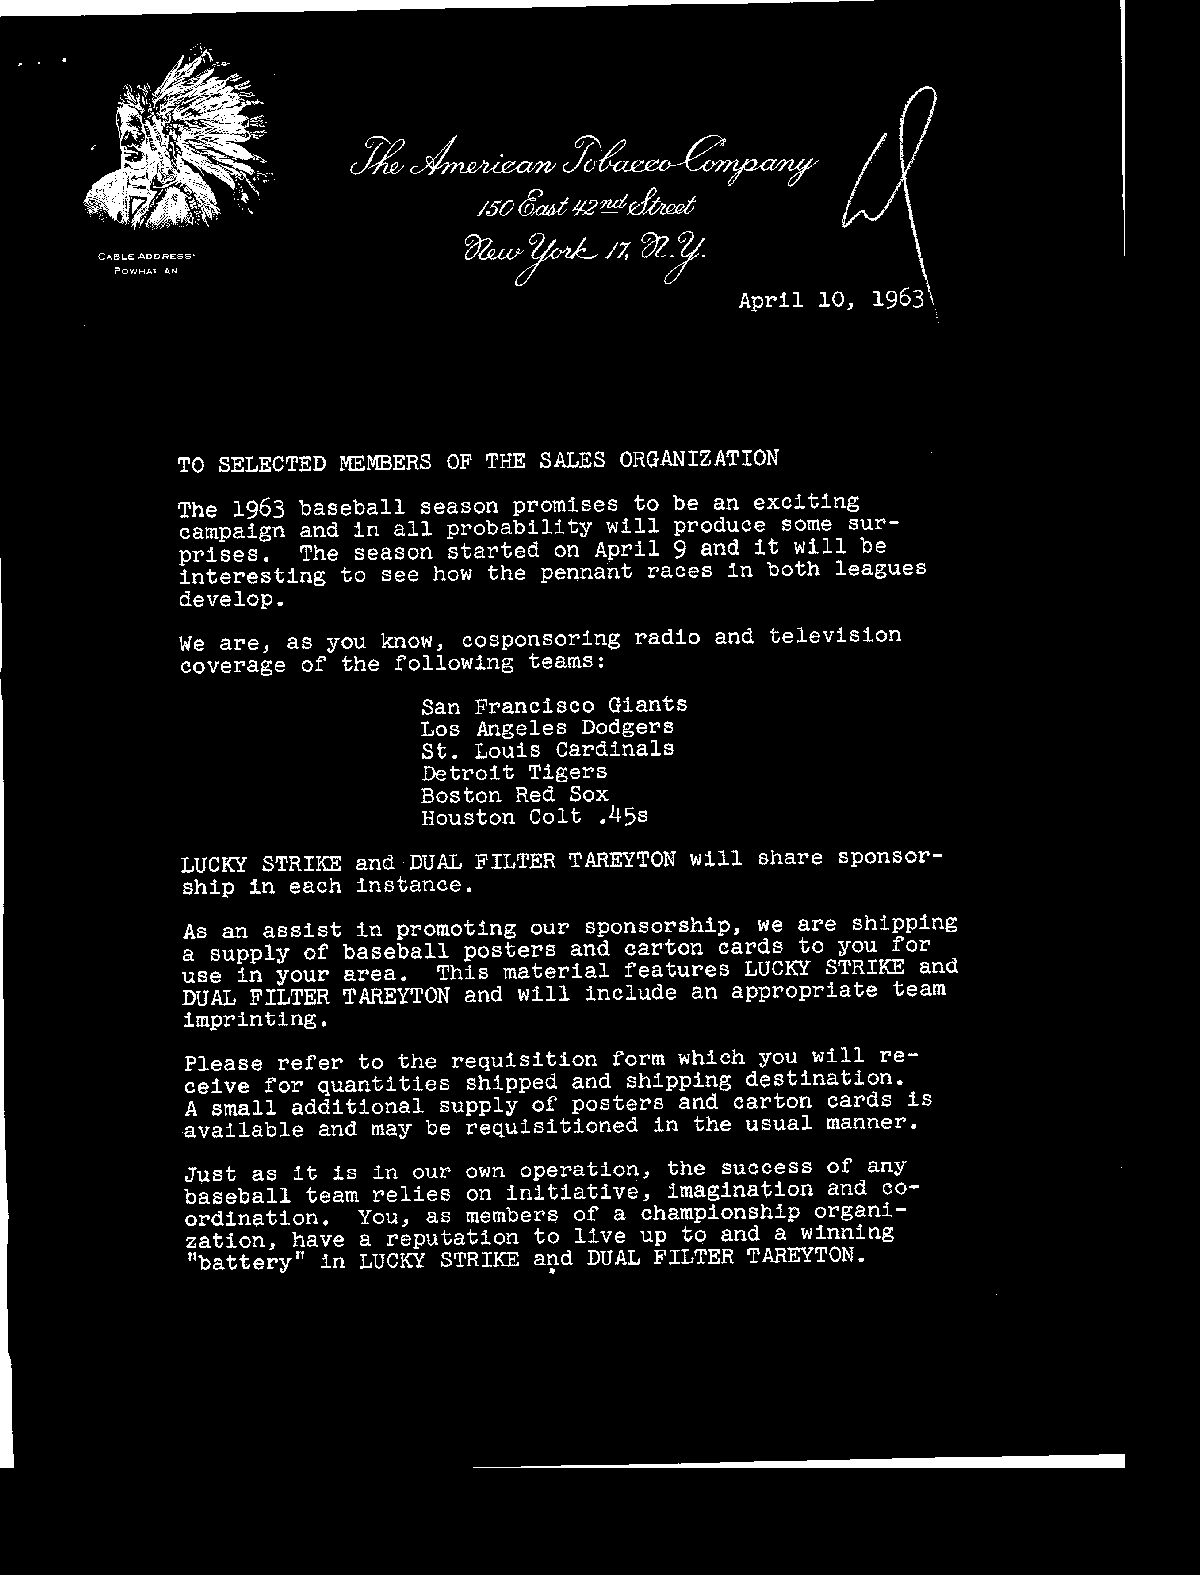 The American Tobacco Company
150 East 42nd Street
New York 17, N.Y.
CABLE ADDRESS
POWHATAN
April 10, 1963
TO SELECTED MEMBERS OF THE SALES ORGANIZATION
The 1963 baseball season promises to be an exciting
campaign and in all probability will produce some sur-
prises. The season started on April 9 and it will be
interesting to see how the pennant races in both leagues
develop.
We are, as you know, cosponsoring radio and television
coverage of the following teams:
San Francisco Giants
Los Angeles Dodgers
St. Louis Cardinals
Detroit Tigers
Boston Red Sox
Houston Colt .45s
LUCKY STRIKE and DUAL FILTER TAREYTON will share sponsor-
ship in each instance.
As an assist in promoting our sponsorship, we are shipping
a supply of baseball posters and carton cards to you for
use in your area. This material features LUCKY STRIKE and
DUAL FILTER TAREYTON and will include an appropriate team
imprinting.
Please refer to the requisition form which you will re-
ceive for quantities shipped and shipping destination.
A small additional supply of posters and carton cards is
available and may be requisitioned in the usual manner.
Just as it is in our own operation, the success of any
baseball team relies on initiative, imagination and co-
ordination. You, as members of a championship organi-
zation, have a reputation to live up to and a winning
"battery" in LUCKY STRIKE and DUAL FILTER TAREYTON.